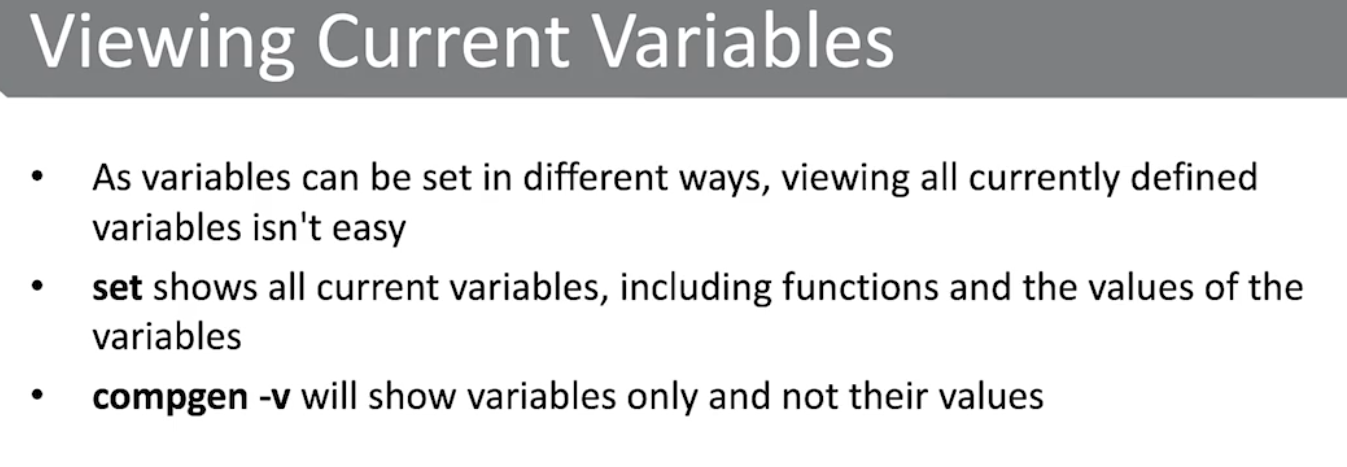 Viewing Current Variables
• As variables can be set in different ways, viewing all currently defined
variables isn't easy
• set shows all current variables, including functions and the values of the
variables
• compgen -v will show variables only and not their values